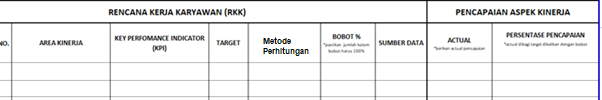 RENCANA KERJA KARYAWAN (RKK)
PENCAPAIAN ASPEK KINERJA
NO.
AREA KINERJA
KEY PERFOMANCE INDICATOR
(KPI)
TARGET
Metode
Perhitungan
BOBOT %
*pastikan jumlah kolom
bobot harus 100%
SUMBER DATA
ACTUAL
*berikan actual pencapaian
PERSENTASE PENCAPAIAN
*actual dibagi target dikalikan dengan bobot